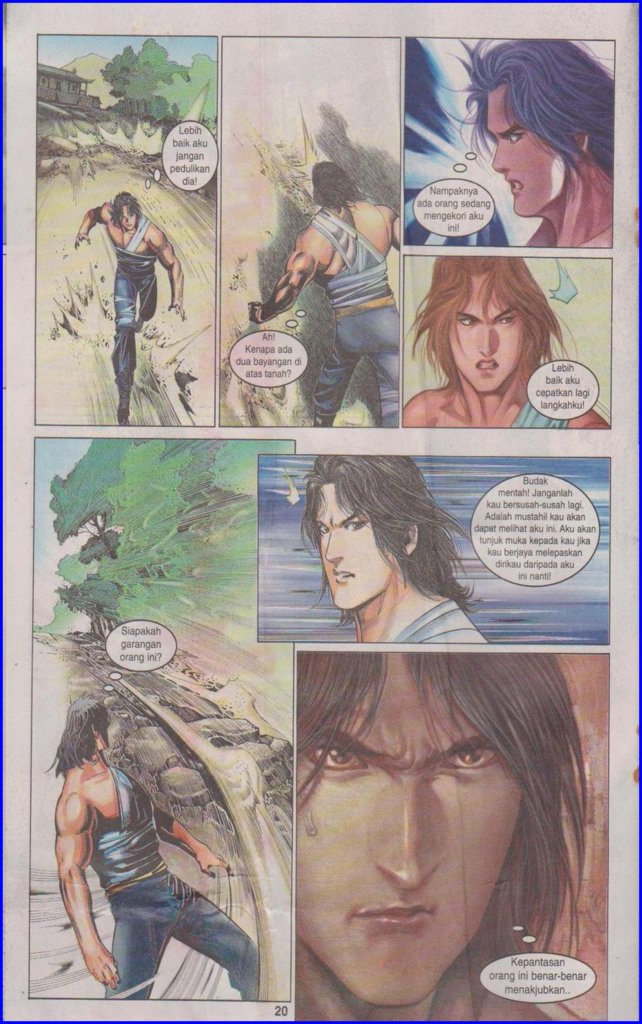 Lebih
baik aku
jangan
pedulikan
dia!
Ah!
Kenapa ada
dua bayangan di
atas tanah?
Nampaknya
ada orang sedang
mengekori aku
ini!
Lebih
baik aku
cepatkan lagi
langkahku!
Siapakah
garangan
orang ini?
Budak
mentah! Janganlah
kau bersusah-susah lagi.
Adalah mustahil kau akan
dapat melihat aku ini. Aku akan
tunjuk muka kepada kau jika
kau berjaya melepaskan
dirikau daripada aku
ini nanti!
Kepantasan
orang ini benar-benar
menakjubkan..
20